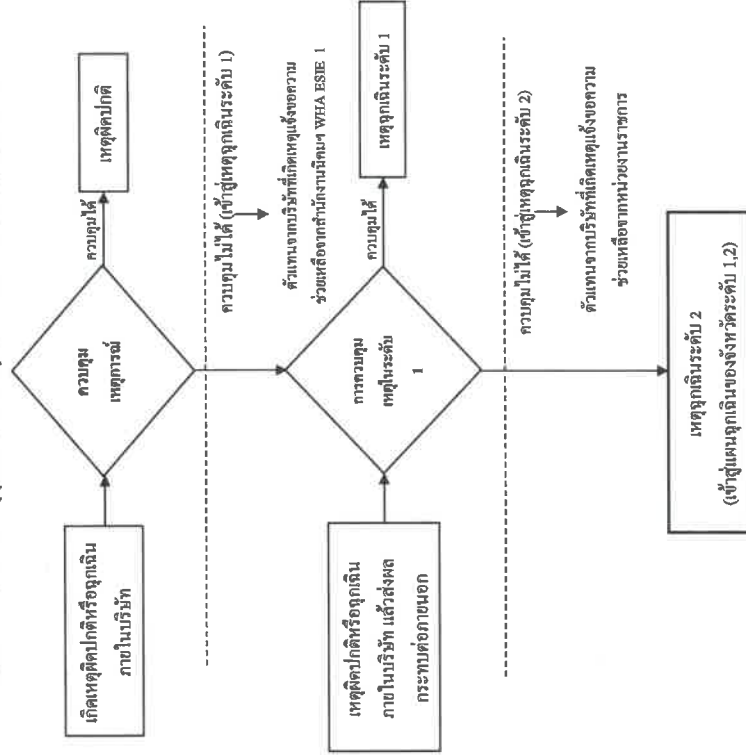 เกิดเหตุผิดปกติหรือฉุกเฉิน
ภายในบริษัท
ควบคุม
เหตุการณ์
ควบคุมได้
เหตุผิดปกติ
ควบคุมไม่ได้ (เข้าสู่เหตุฉุกเฉินระดับ 1)
ตัวแทนจากบริษัทที่เกิดเหตุแจ้งขอความ
ช่วยเหลือจากสำนักงานนิคมฯ WHA ESIE 1
เหตุผิดปกติหรือฉุกเฉิน
ภายในบริษัท แล้วส่งผล
กระทบต่อภายนอก
การควบคุม
เหตุในระดับ
1
ควบคุมได้
เหตุฉุกเฉินระดับ 1
ควบคุมไม่ได้ (เข้าสู่เหตุฉุกเฉินระดับ 2)
ตัวแทนจากบริษัทที่เกิดเหตุแจ้งขอความ
ช่วยเหลือจากหน่วยงานราชการ
เหตุฉุกเฉินระดับ 2
(เข้าสู่แผนฉุกเฉินของจังหวัดระดับ 1,2)